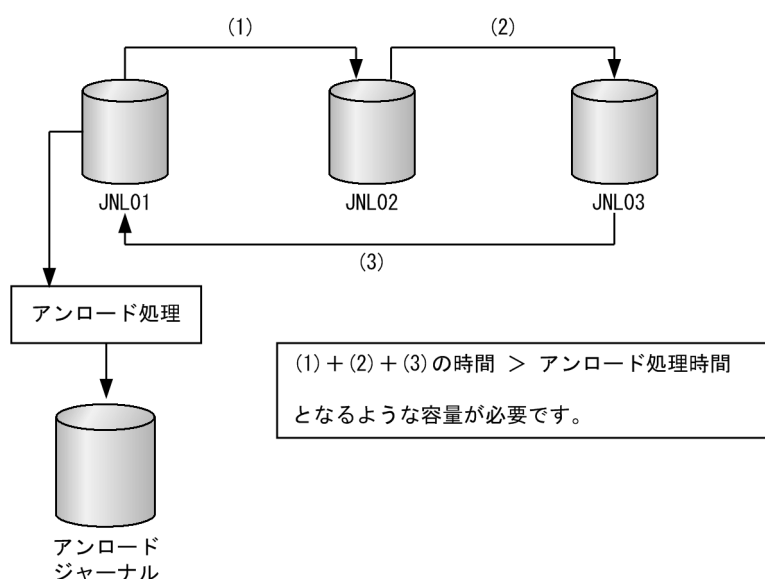 (1)
(2)
JNL01
JNL02
JNL03
(3)
アンロード処理
(1)+(2)+(3)の時間 > アンロード処理時間
となるような容量が必要です。
アンロード
ジャーナル